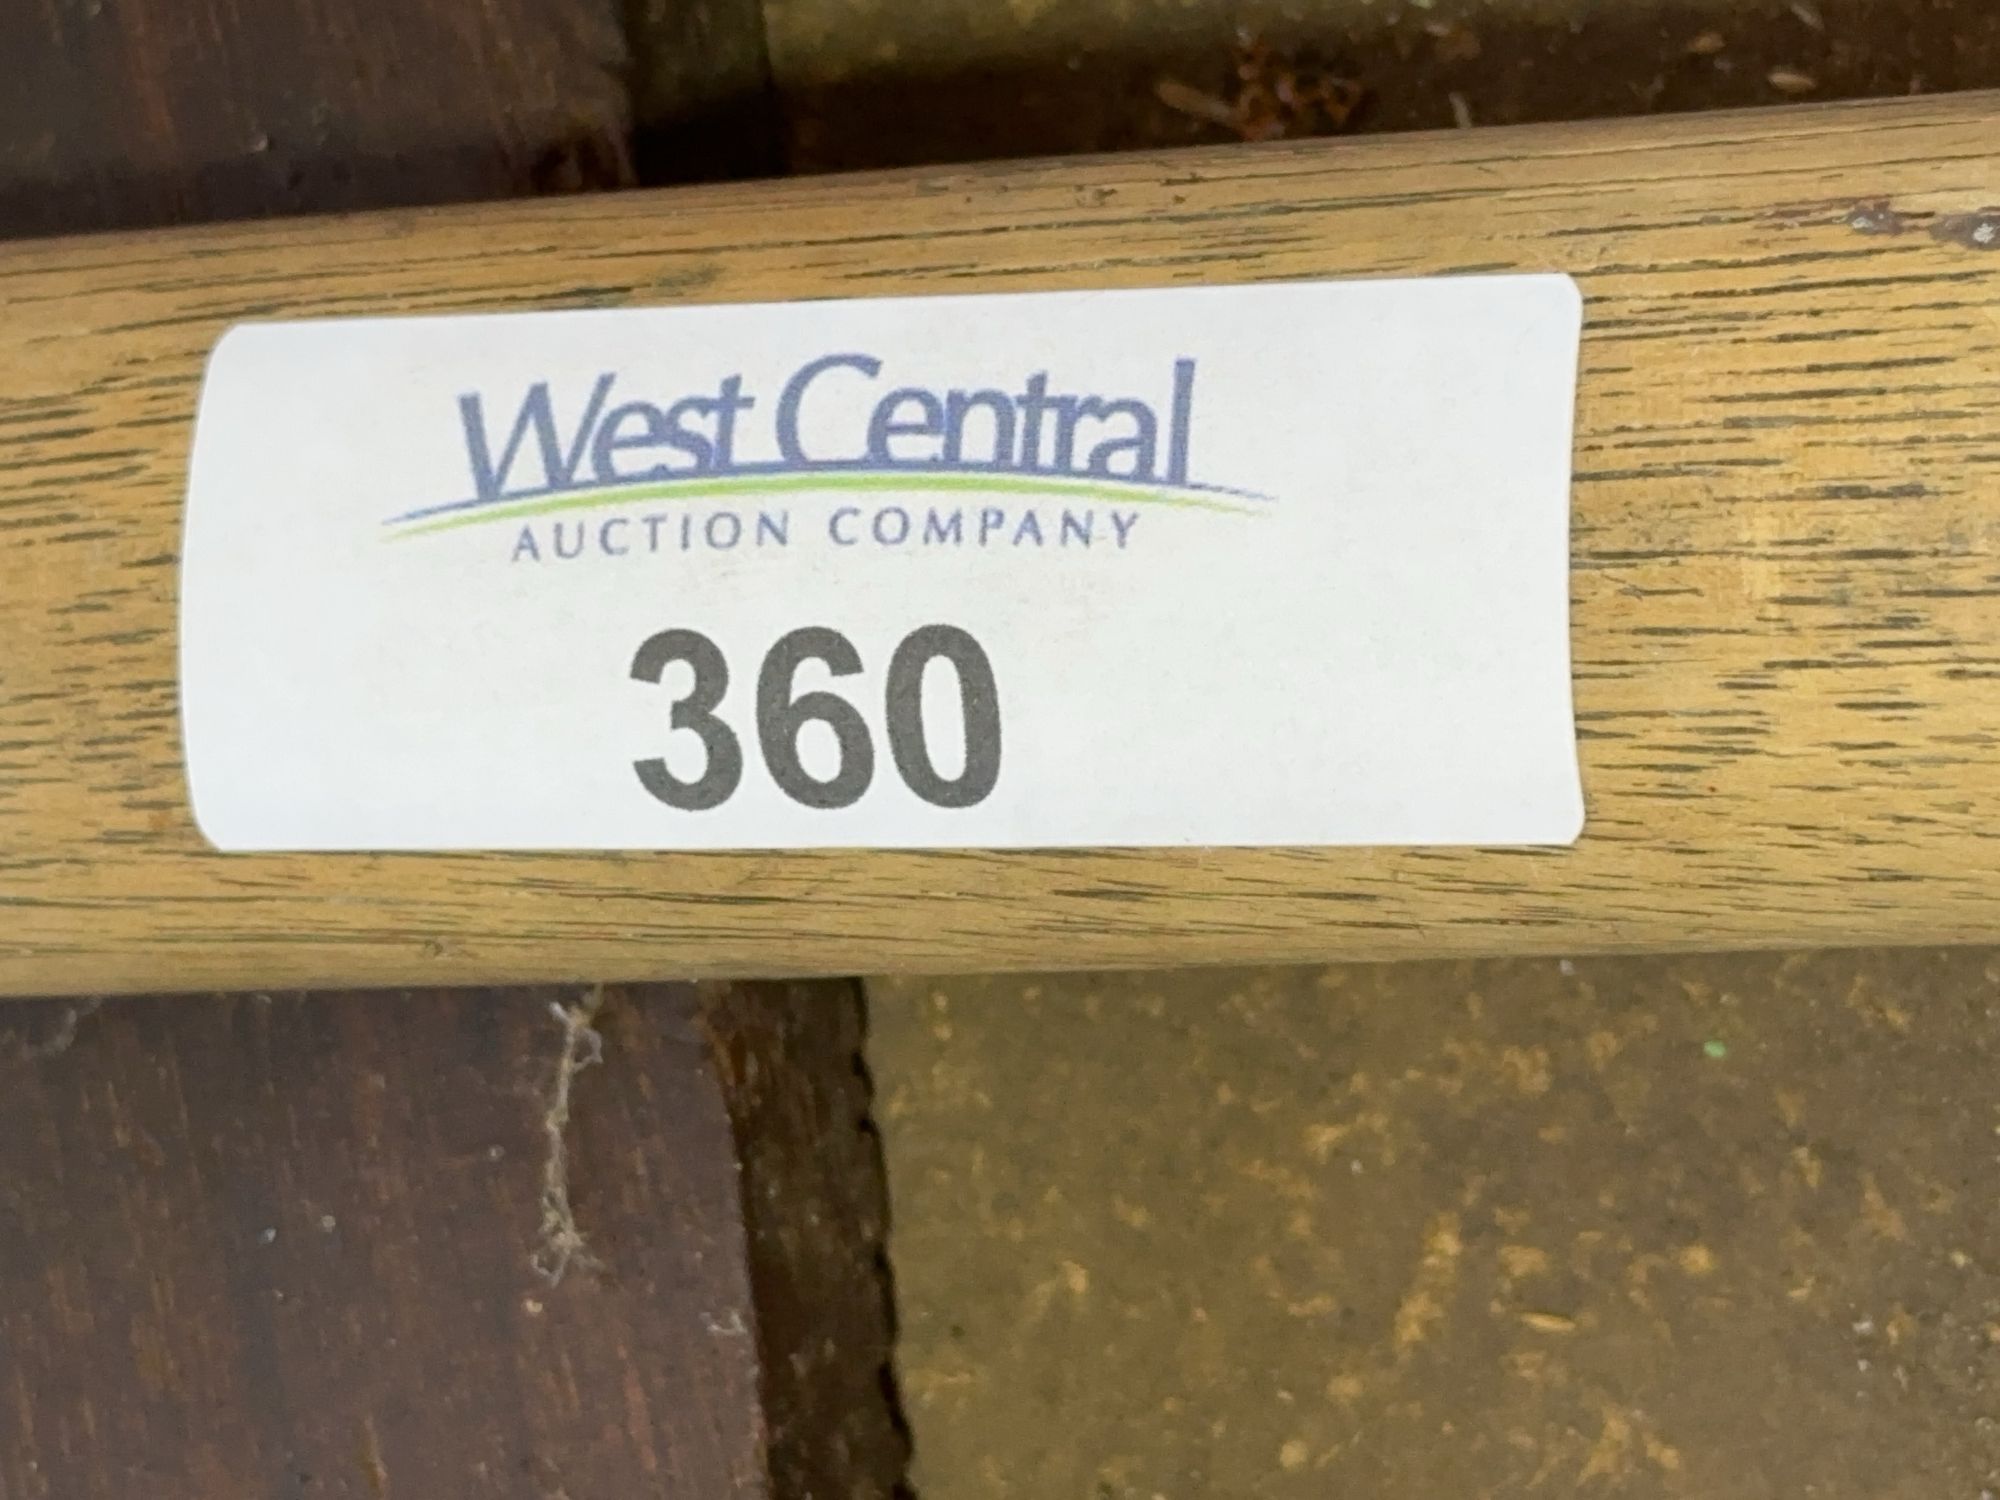 West Central
AUCTION COMPANY
360